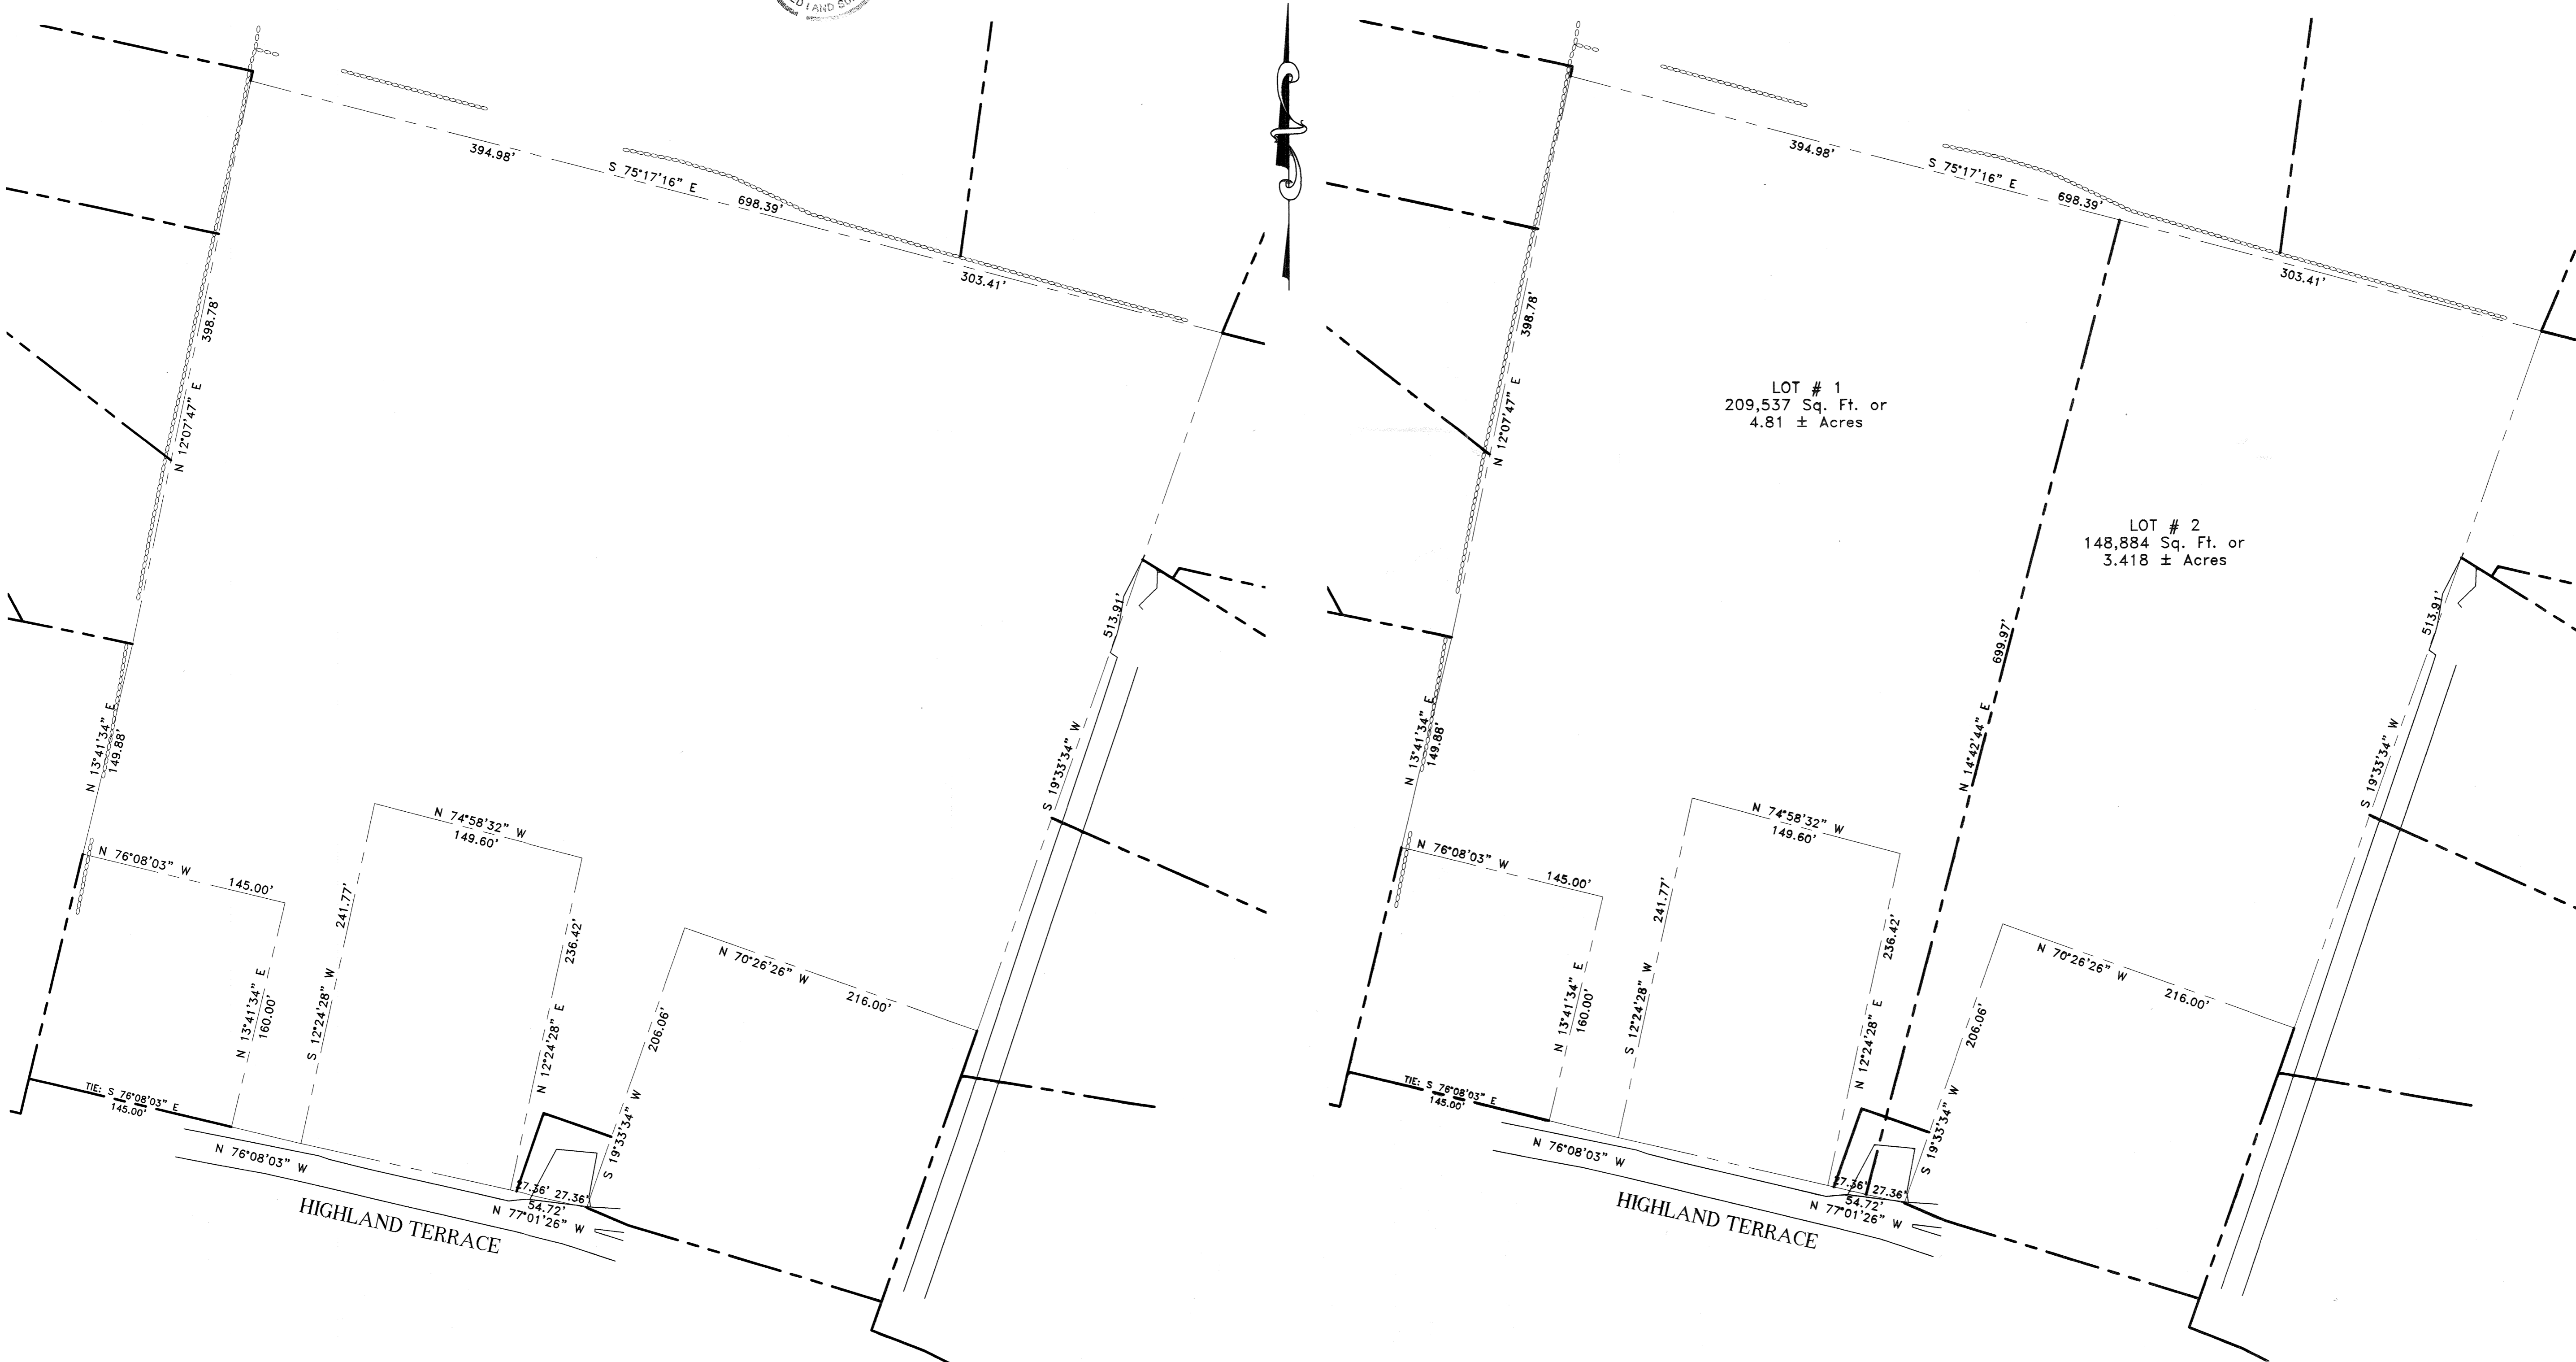 ED LAND SU
394.98'
S 75°17'16" E
698.39'
303.41'
398.78'
N 12°07'47" E
513.91'
S 19°33'34" W
N 13°41'34" E
149.88'
N 74°58'32" W
149.60'
N 76°08'03" W
145.00'
241.77'
S 12°24'28" W
236.42'
N 12°24'28" E
N 70°26'26" W
216.00'
206.06'
S 19°33'34" W
N 13°41'34" E
160.00'
TIE: S 76°08'03" E
145.00'
N 76°08'03" W
27.36' 27.36'
54.72'
N 77°01'26" W
HIGHLAND TERRACE
394.98'
S 75°17'16" E
698.39'
303.41'
398.78'
N 12°07'47" E
LOT # 1
209,537 Sq. Ft. or
4.81 ± Acres
LOT # 2
148,884 Sq. Ft. or
3.418 ± Acres
513.91'
699.97'
N 14°42'44" E
S 19°33'34" W
N 13°41'34" E
149.88'
N 74°58'32" W
149.60'
N 76°08'03" W
145.00'
241.77'
S 12°24'28" W
236.42'
N 12°24'28" E
N 70°26'26" W
216.00'
206.06'
S 19°33'34" W
N 13°41'34" E
160.00'
TIE: S 76°08'03" E
145.00'
N 76°08'03" W
27.36' 27.36'
54.72'
N 77°01'26" W
HIGHLAND TERRACE